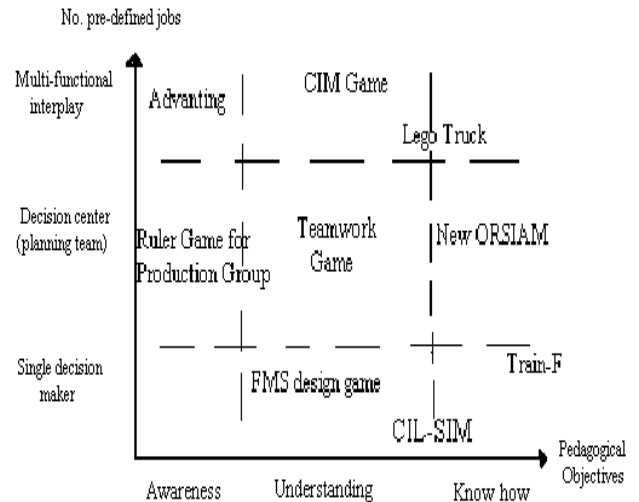 No. pre-defined jobs
Multi-functional
interplay
Advanting
CIM Game
Lego Truck
Decision center
(planning team)
Ruler Game for
Production Group
Teamwork
Game
New ORSIAM
Single decision
maker
FMS design game
Train-F
CIL-SIM
Pedagogical
Objectives
Awareness
Understanding
Know how